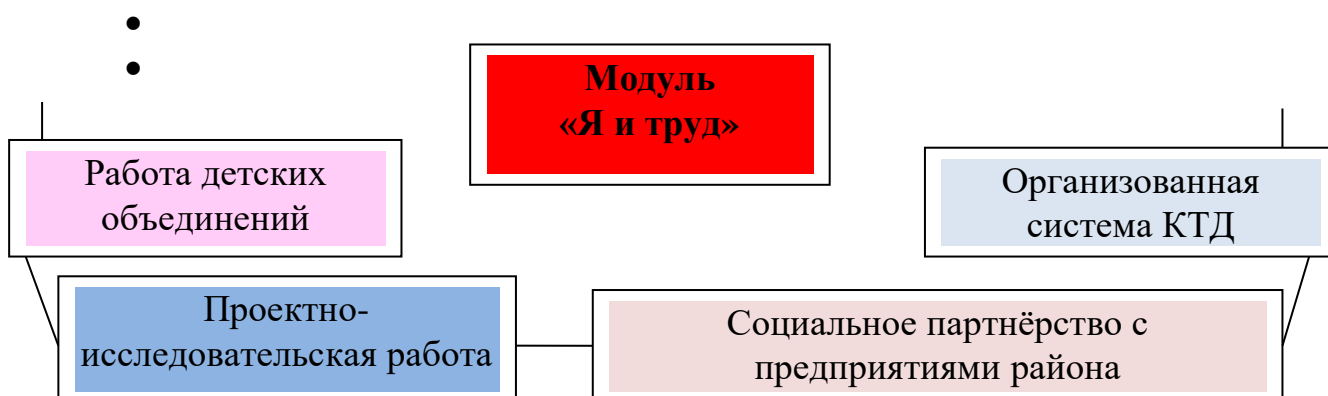 Модуль
«Я и труд»
Работа детских
объединений
Организованная
система КТД
Проектно-
исследовательская работа
Социальное партнёрство с
предприятиями района